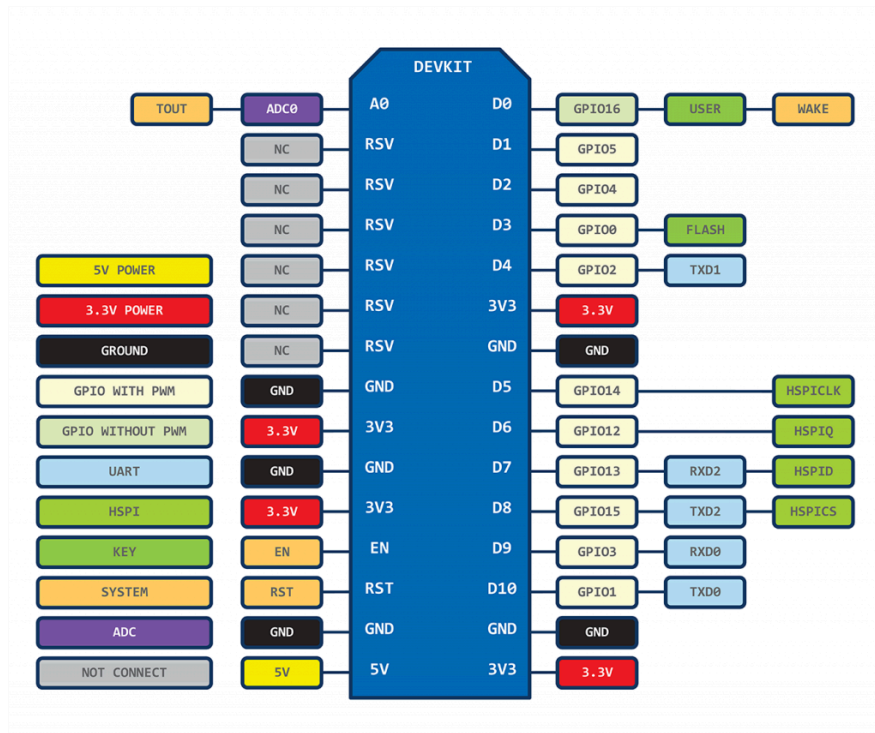 DEVKIT
TOUT ADC0 A0 D0 GPIO16 USER WAKE
NC RSV D1 GPIO5
NC RSV D2 GPIO4
NC RSV D3 GPIO0 FLASH
5V POWER NC RSV D4 GPIO2 TXD1
3.3V POWER NC RSV 3V3 3.3V
GROUND NC RSV GND GND
GPIO WITH PWM GND GND D5 GPIO14 HSPICLK
GPIO WITHOUT PWM 3.3V 3V3 D6 GPIO12 HSPIQ
UART GND GND D7 GPIO13 RXD2 HSPID
HSPI 3.3V 3V3 D8 GPIO15 TXD2 HSPICS
KEY EN EN D9 GPIO3 RXD0
SYSTEM RST RST D10 GPIO1 TXD0
ADC GND GND GND GND
NOT CONNECT 5V 5V 3V3 3.3V